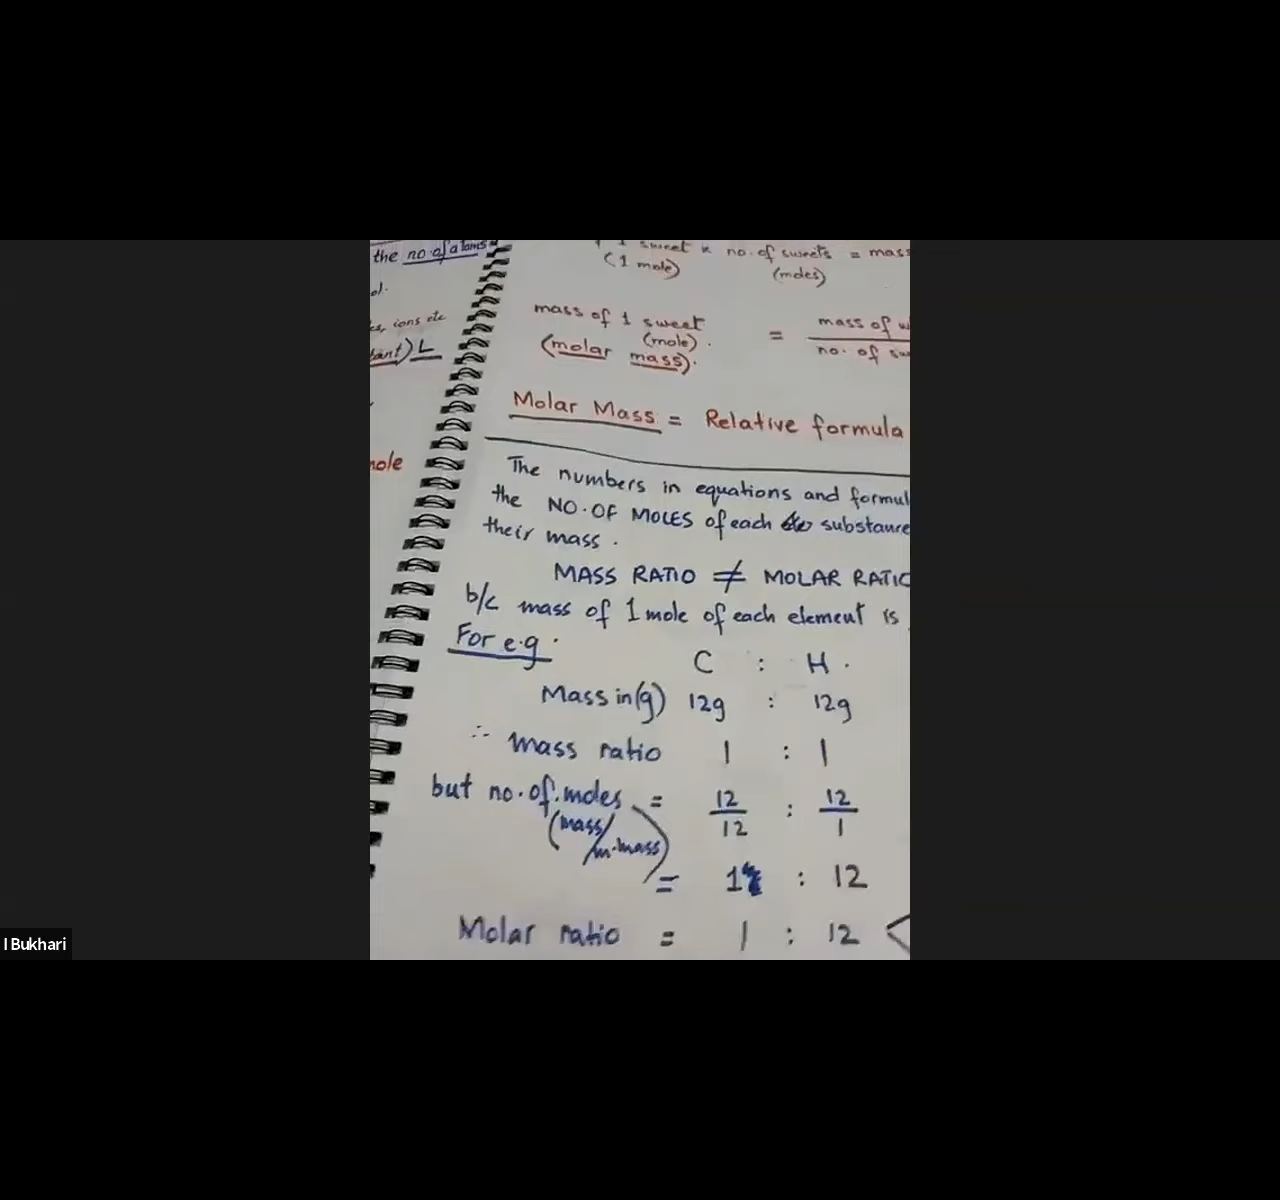 the no. of atoms
ol.
ions etc
L
mole
1 sweet × no. of sweets = mass
(1 mole) (moles)
mass of 1 sweet = mass of
(mole). no. of
(molar mass).
Molar Mass = Relative formula
The numbers in equations and formul
the NO. OF MOLES of each substance
their mass.
MASS RATIO ≠ MOLAR RATIO
b/c mass of 1 mole of each element is
For e.g.
C : H.
Mass in (g) 12g : 12g
∴ mass ratio 1 : 1
but no. of. moles = 12/12 : 12/1
(mass/m.mass)
= 1 : 12
Molar ratio = 1 : 12 <
I Bukhari